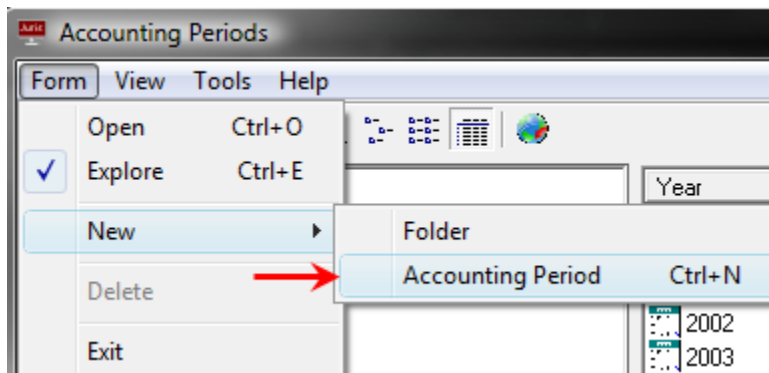 Juris
Accounting Periods
Form View Tools Help
Open Ctrl+O
Explore Ctrl+E
Year
New Folder
Accounting Period Ctrl+N
Delete
2002
Exit
2003